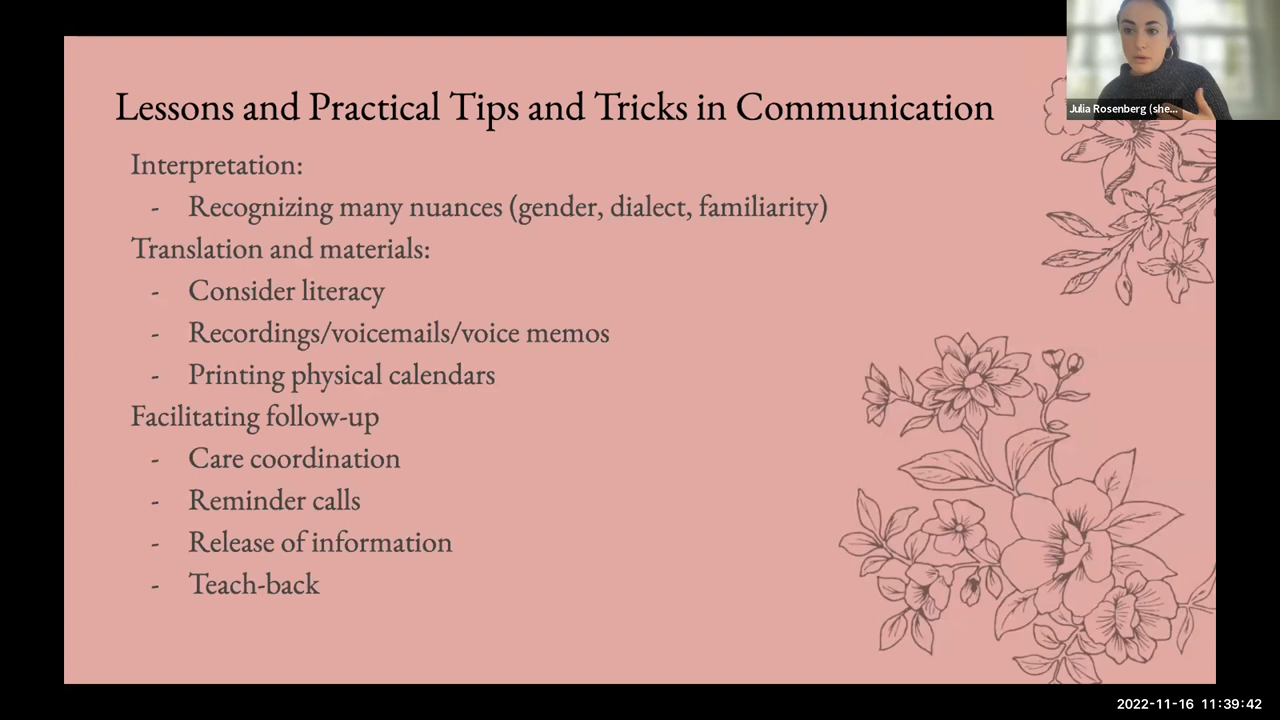 Lessons and Practical Tips and Tricks in Communication
Julia Rosenberg (she...
Interpretation:
- Recognizing many nuances (gender, dialect, familiarity)
Translation and materials:
- Consider literacy
- Recordings/voicemails/voice memos
- Printing physical calendars
Facilitating follow-up
- Care coordination
- Reminder calls
- Release of information
- Teach-back
2022-11-16 11:39:42